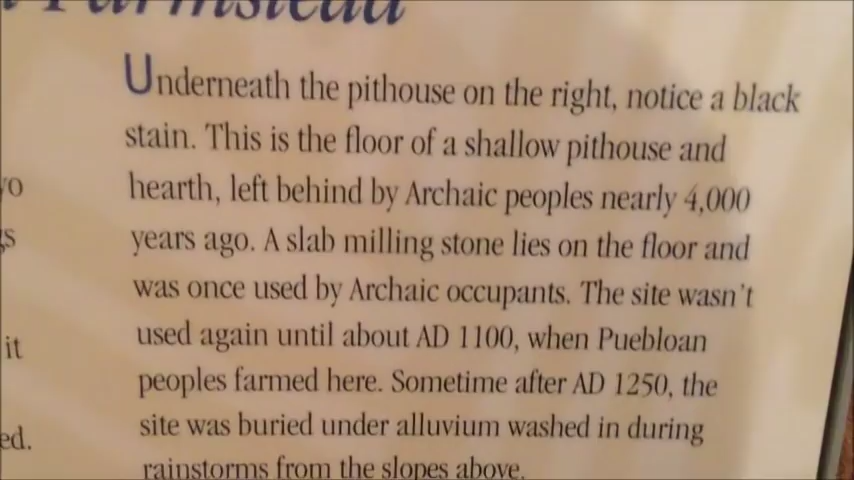 Farmstead
Underneath the pithouse on the right, notice a black
stain. This is the floor of a shallow pithouse and
hearth, left behind by Archaic peoples nearly 4,000
years ago. A slab milling stone lies on the floor and
was once used by Archaic occupants. The site wasn't
used again until about AD 1100, when Puebloan
it
peoples farmed here. Sometime after AD 1250, the
site was buried under alluvium washed in during
ed.
rainstorms from the slopes above.